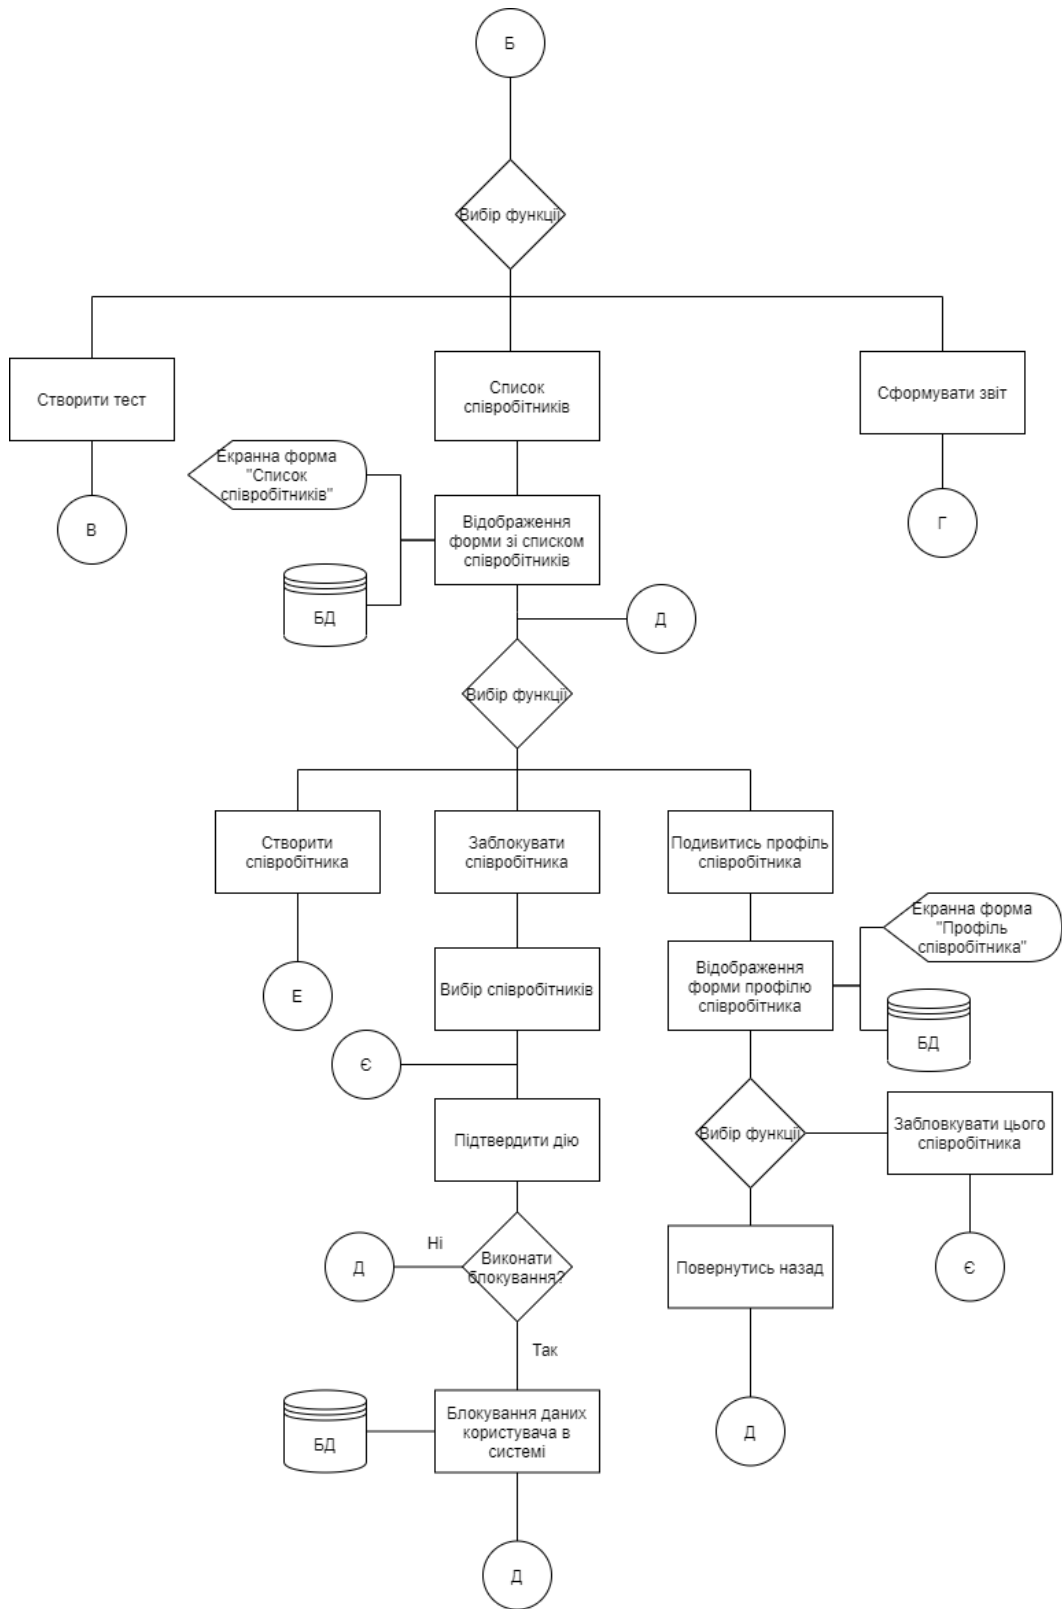 Б
Вибір функції
Створити тест
Список
співробітників
Сформувати звіт
Екранна форма
"Список
співробітників"
В
Відображення
форми зі списком
співробітників
Г
БД
Д
Вибір функції
Створити
співробітника
Заблокувати
співробітника
Подивитись профіль
співробітника
Екранна форма
"Профіль
співробітника"
Е
Вибір співробітників
Відображення
форми профілю
співробітника
БД
Є
Підтвердити дію
Вибір функції
Забловкувати цього
співробітника
Ні
Д
Виконати
блокування?
Повернутись назад
Є
Так
БД
Блокування даних
користувача в
системі
Д
Д